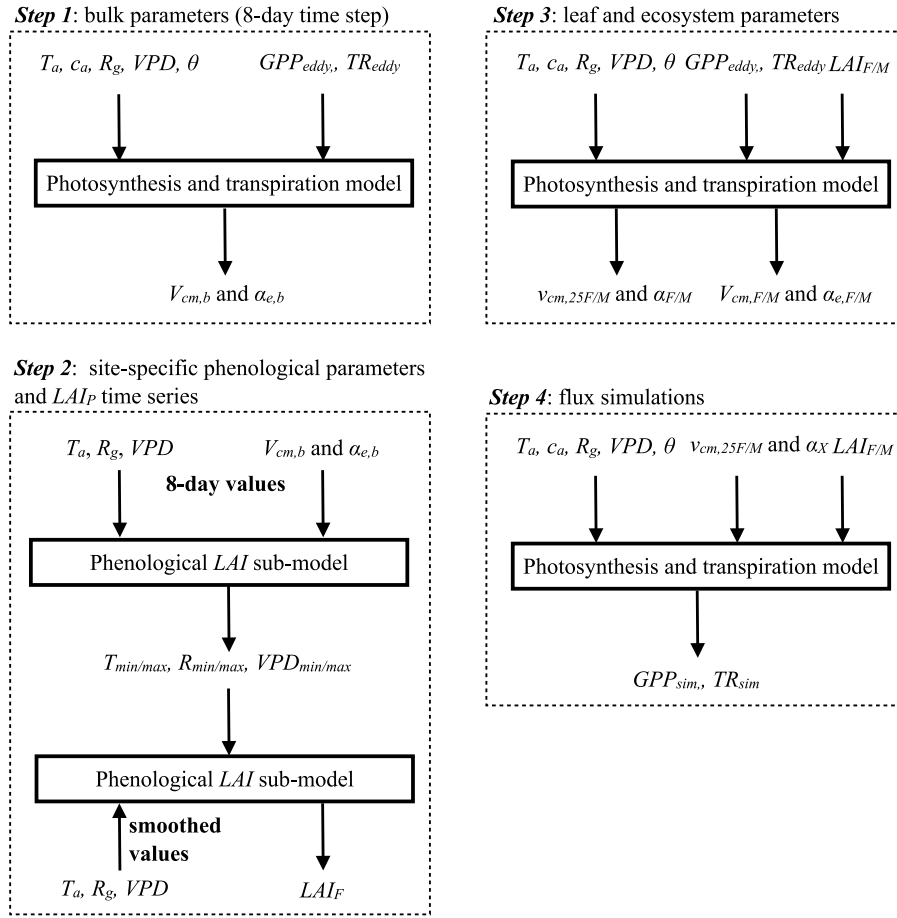 Step 1: bulk parameters (8-day time step)
Ta, ca, Rg, VPD, θ GPPeddy,, TReddy
Photosynthesis and transpiration model
Vcm,b and αe,b
Step 2: site-specific phenological parameters
and LAIP time series
Ta, Rg, VPD Vcm,b and αe,b
8-day values
Phenological LAI sub-model
Tmin/max, Rmin/max, VPDmin/max
Phenological LAI sub-model
smoothed
values
Ta, Rg, VPD LAIF
Step 3: leaf and ecosystem parameters
Ta, ca, Rg, VPD, θ GPPeddy,, TReddy LAIF/M
Photosynthesis and transpiration model
vcm,25F/M and αF/M Vcm,F/M and αe,F/M
Step 4: flux simulations
Ta, ca, Rg, VPD, θ vcm,25F/M and αX LAIF/M
Photosynthesis and transpiration model
GPPsim,, TRsim